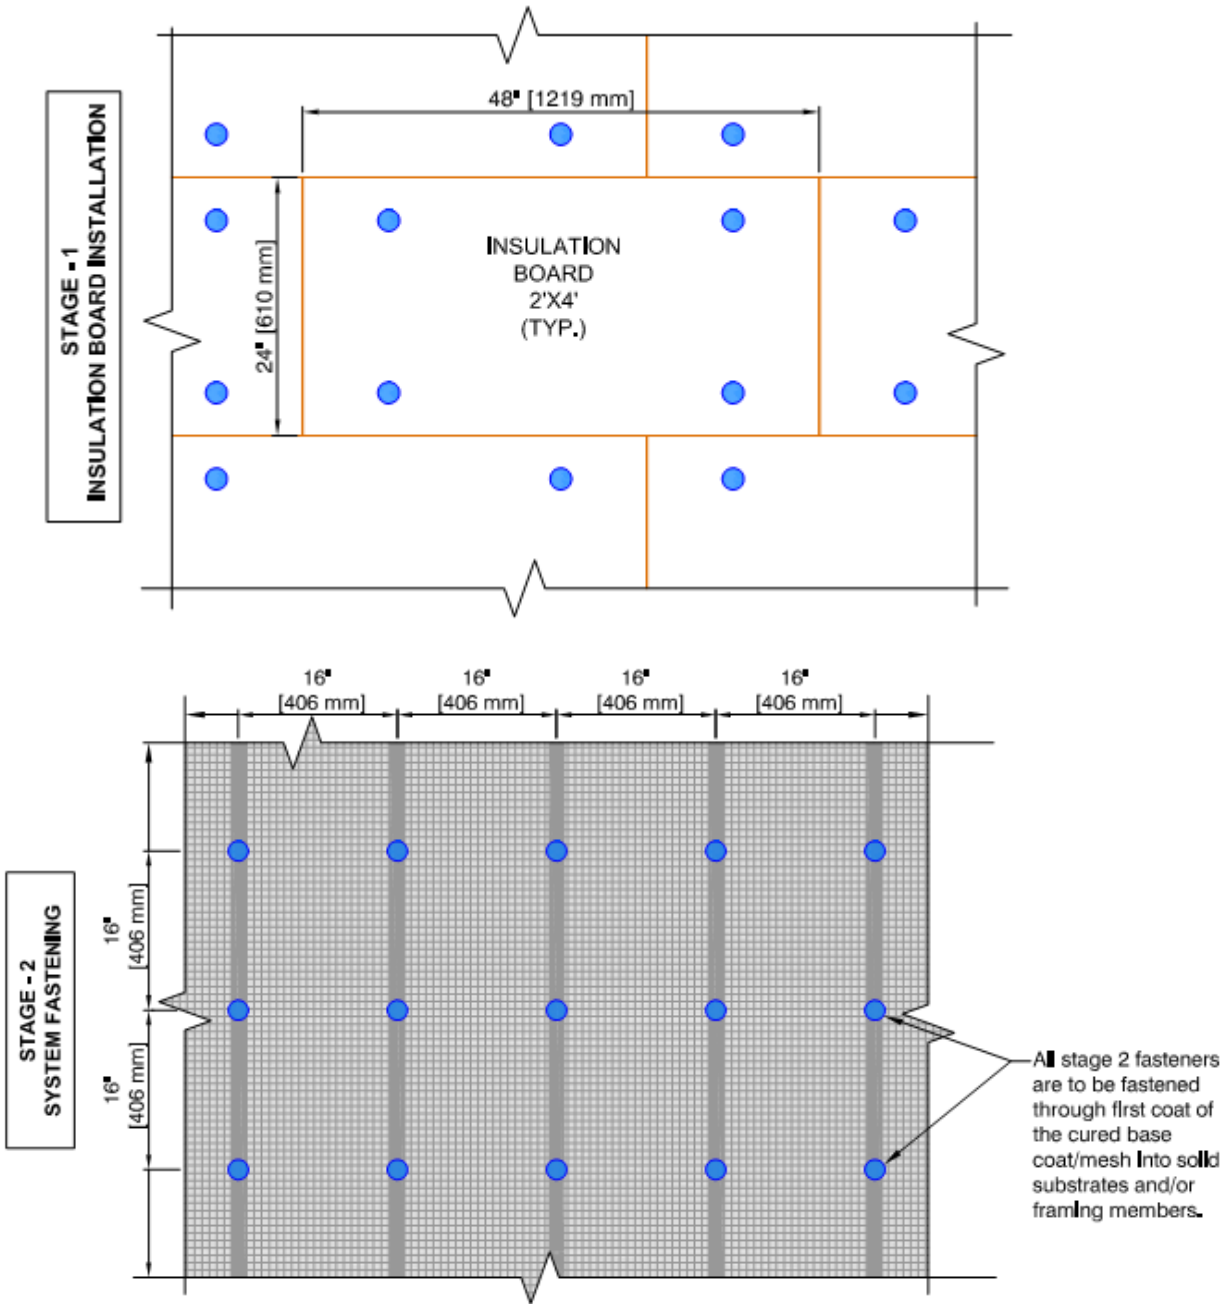 STAGE - 1
INSULATION BOARD INSTALLATION
48" [1219 mm]
24" [610 mm]
INSULATION
BOARD
2'X4'
(TYP.)
STAGE - 2
SYSTEM FASTENING
16"
[406 mm]
16"
[406 mm]
16"
[406 mm]
16"
[406 mm]
16"
[406 mm]
16"
[406 mm]
All stage 2 fasteners
are to be fastened
through first coat of
the cured base
coat/mesh into solid
substrates and/or
framing members.